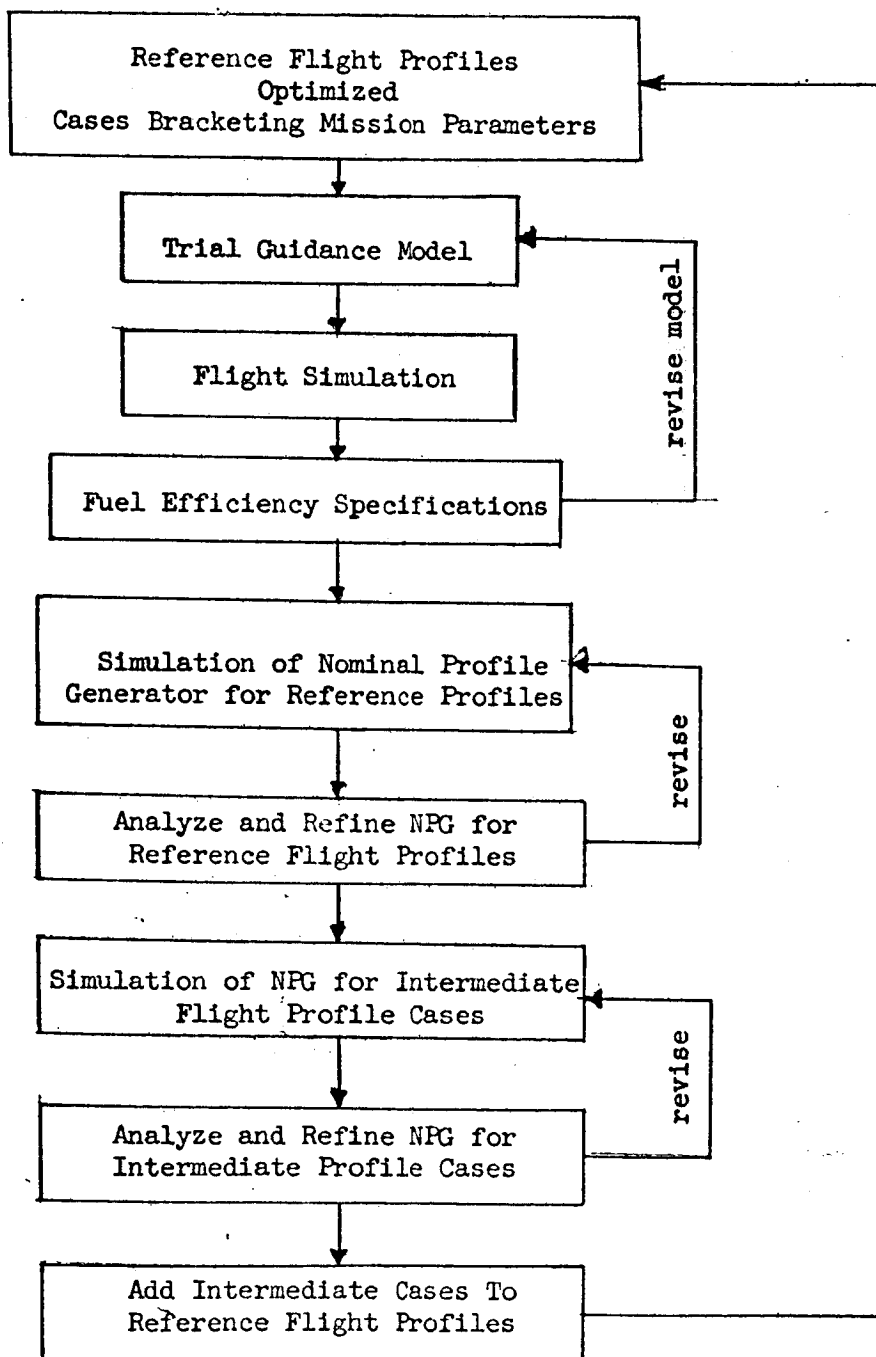 Reference Flight Profiles
Optimized
Cases Bracketing Mission Parameters
Trial Guidance Model
revise model
Flight Simulation
Fuel Efficiency Specifications
Simulation of Nominal Profile
Generator for Reference Profiles
revise
Analyze and Refine NPG for
Reference Flight Profiles
Simulation of NPG for Intermediate
Flight Profile Cases
revise
Analyze and Refine NPG for
Intermediate Profile Cases
Add Intermediate Cases To
Reference Flight Profiles